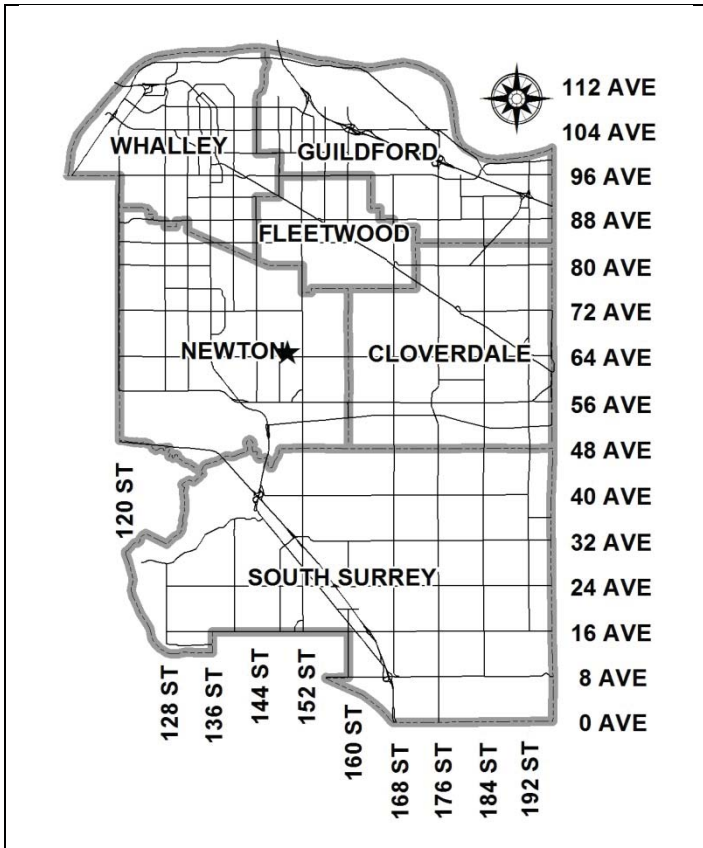 112 AVE
104 AVE
WHALLEY
GUILDFORD
96 AVE
88 AVE
FLEETWOOD
80 AVE
72 AVE
NEWTON
CLOVERDALE
64 AVE
56 AVE
48 AVE
120 ST
40 AVE
32 AVE
SOUTH SURREY
24 AVE
16 AVE
8 AVE
0 AVE
128 ST
136 ST
144 ST
152 ST
160 ST
168 ST
176 ST
184 ST
192 ST